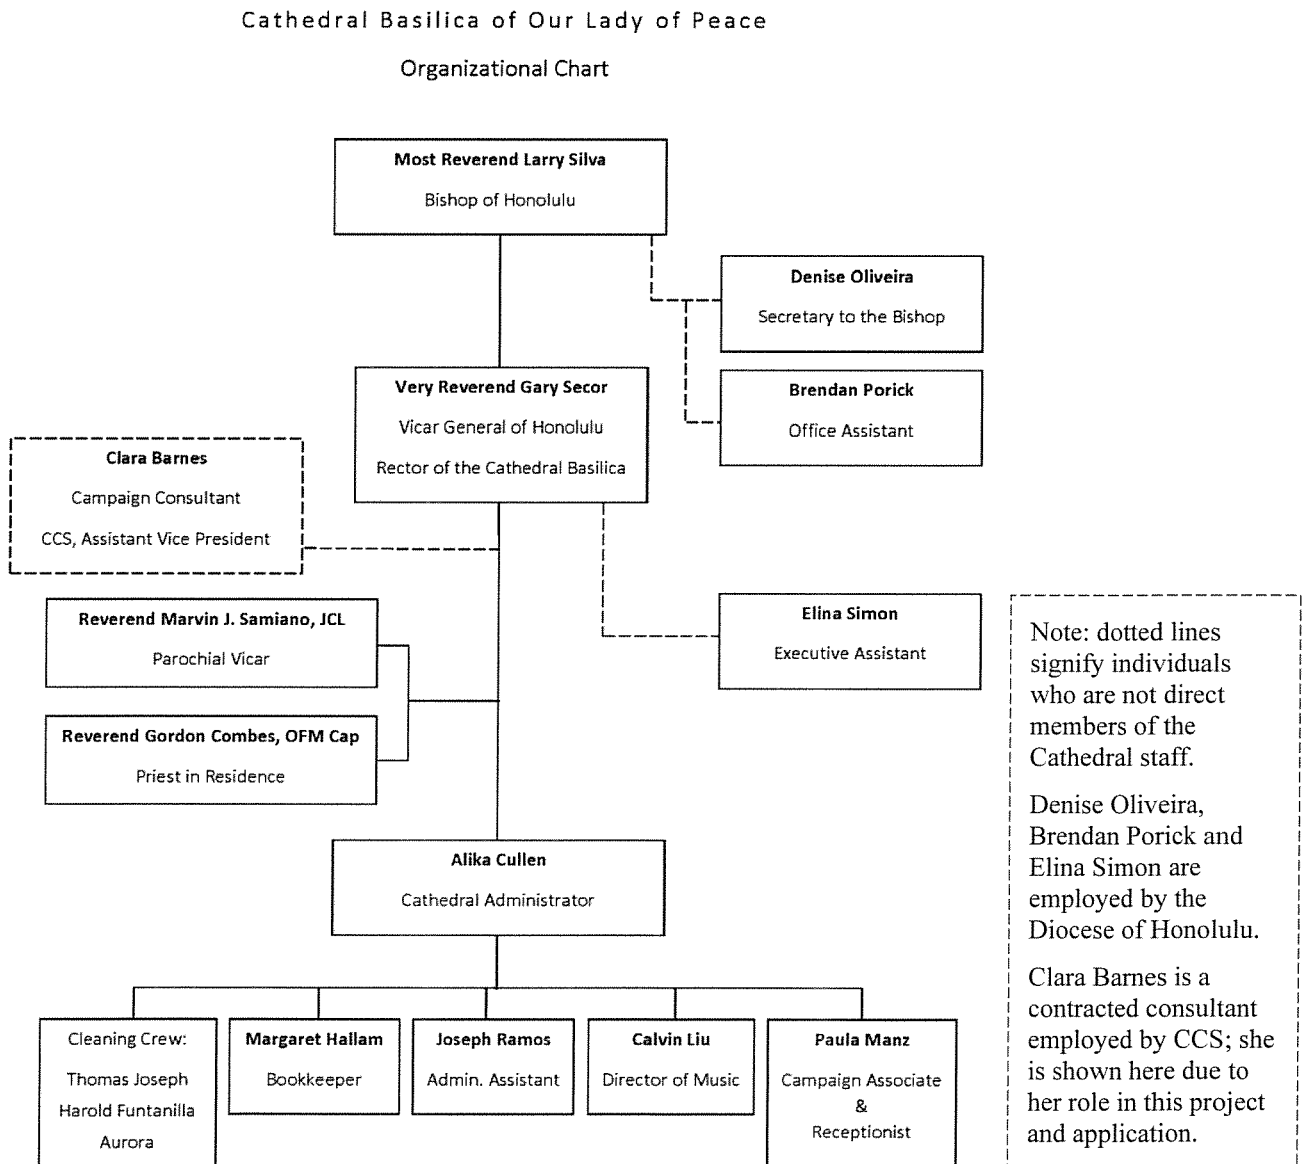 Cathedral Basilica of Our Lady of Peace
Organizational Chart
Most Reverend Larry Silva
Bishop of Honolulu
Denise Oliveira
Secretary to the Bishop
Brendan Porick
Office Assistant
Very Reverend Gary Secor
Vicar General of Honolulu
Rector of the Cathedral Basilica
Clara Barnes
Campaign Consultant
CCS, Assistant Vice President
Reverend Marvin J. Samiano, JCL
Parochial Vicar
Reverend Gordon Combes, OFM Cap
Priest in Residence
Elina Simon
Executive Assistant
Alika Cullen
Cathedral Administrator
Cleaning Crew:
Thomas Joseph
Harold Funtanilla
Aurora
Margaret Hallam
Bookkeeper
Joseph Ramos
Admin. Assistant
Calvin Liu
Director of Music
Paula Manz
Campaign Associate
&
Receptionist
Note: dotted lines
signify individuals
who are not direct
members of the
Cathedral staff.
Denise Oliveira,
Brendan Porick and
Elina Simon are
employed by the
Diocese of Honolulu.
Clara Barnes is a
contracted consultant
employed by CCS; she
is shown here due to
her role in this project
and application.